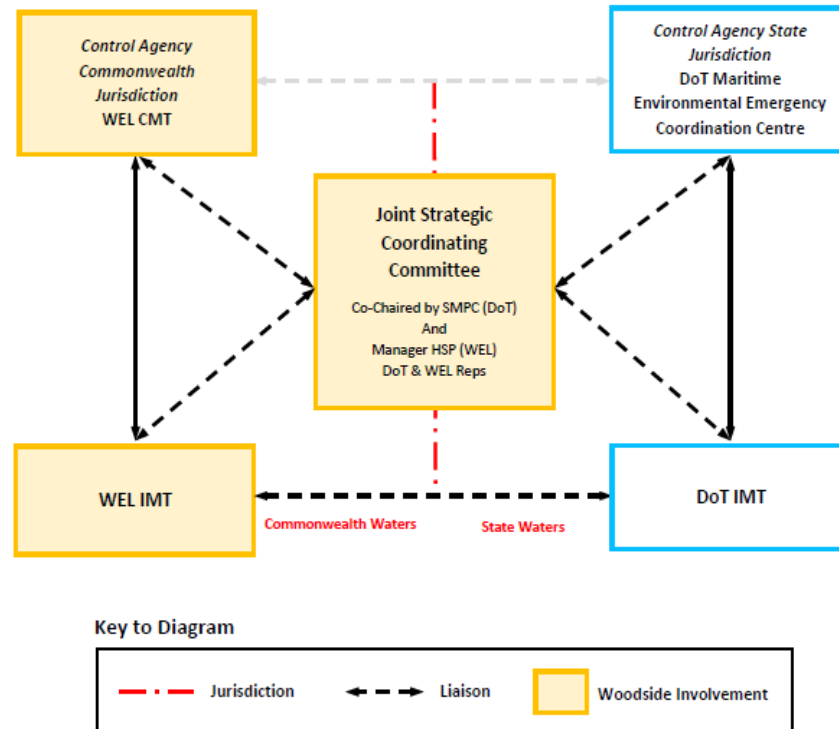 Control Agency
Commonwealth
Jurisdiction
WEL CMT
Control Agency State
Jurisdiction
DoT Maritime
Environmental Emergency
Coordination Centre
Joint Strategic
Coordinating
Committee
Co-Chaired by SMPC (DoT)
And
Manager HSP (WEL)
DoT & WEL Reps
WEL IMT
DoT IMT
Commonwealth Waters
State Waters
Key to Diagram
Jurisdiction
Liaison
Woodside Involvement